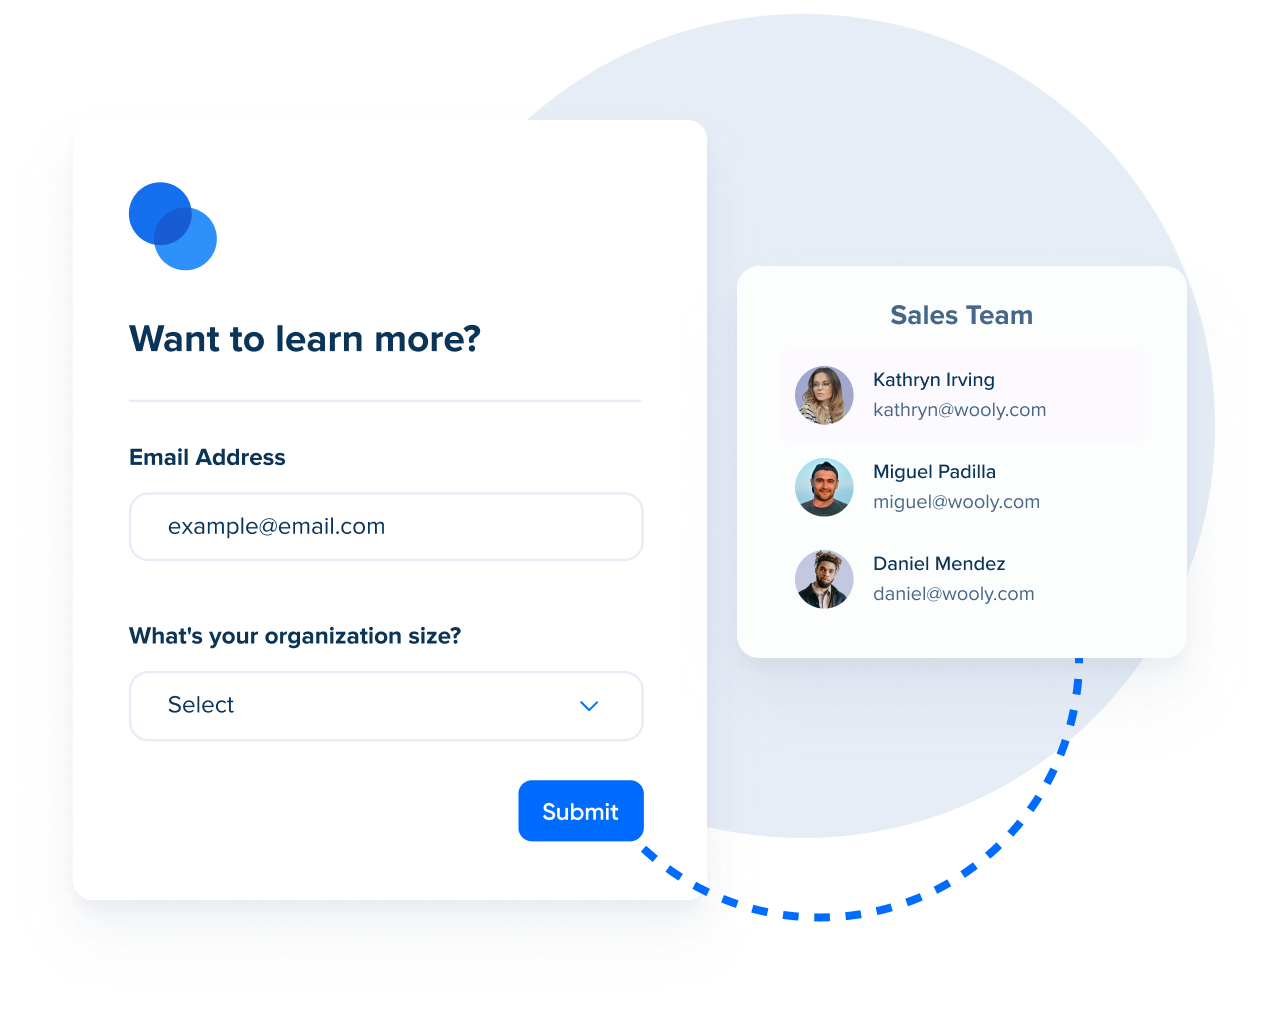 Want to learn more?
Email Address
example@email.com
What's your organization size?
Select
Submit
Sales Team
Kathryn Irving
kathryn@wooly.com
Miguel Padilla
miguel@wooly.com
Daniel Mendez
daniel@wooly.com